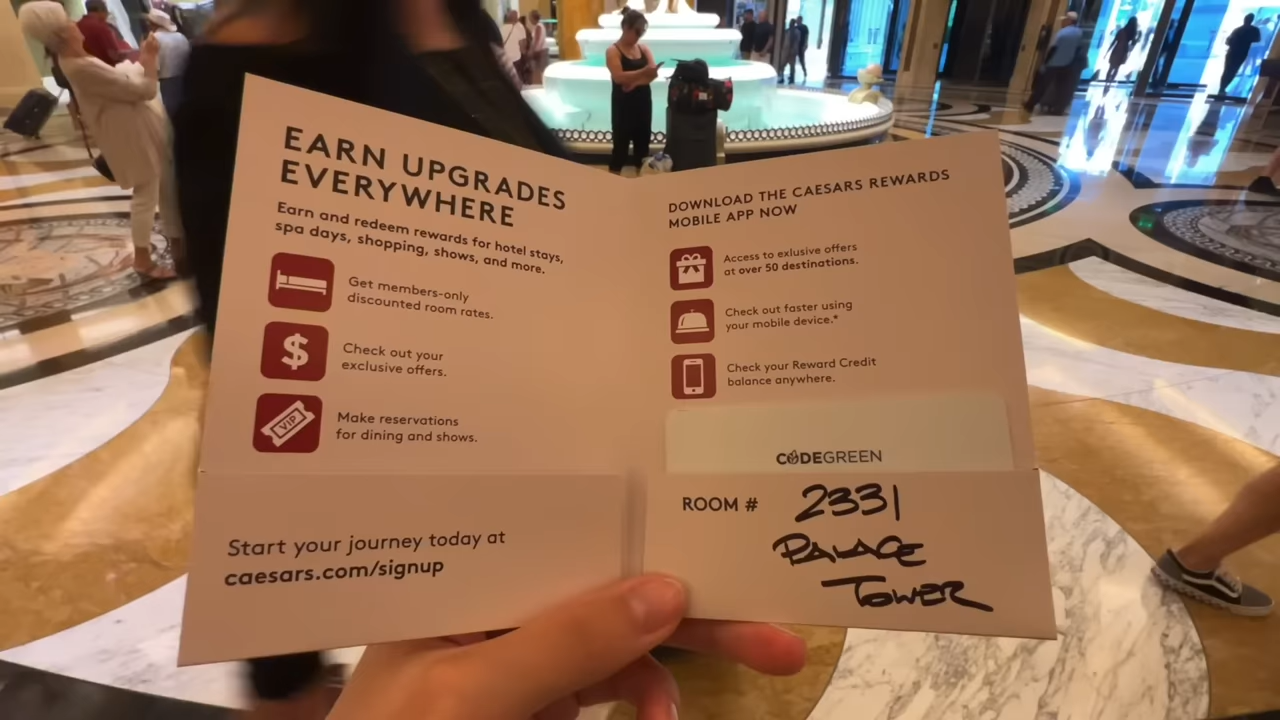 EARN UPGRADES
EVERYWHERE
Earn and redeem rewards for hotel stays,
spa days, shopping, shows, and more.
Get members-only
discounted room rates.
$
Check out your
exclusive offers.
VIP
Make reservations
for dining and shows.
Start your journey today at
caesars.com/signup
DOWNLOAD THE CAESARS REWARDS
MOBILE APP NOW
Access to exlusive offers
at over 50 destinations.
Check out faster using
your mobile device.*
Check your Reward Credit
balance anywhere.
CODEGREEN
ROOM # 2331
PALACE
TOWER